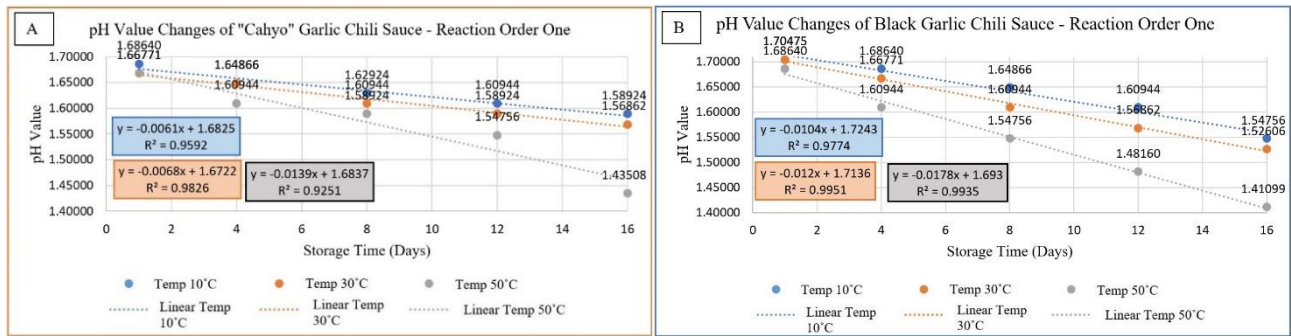 A
pH Value Changes of "Cahyo" Garlic Chili Sauce - Reaction Order One
pH Value
1.70000
1.65000
1.60000
1.55000
1.50000
1.45000
1.40000
1.68640
1.66771
1.64866
1.60944
1.62924
1.60944
1.58924
1.60944
1.58924
1.54756
1.58924
1.56862
1.43508
y = -0.0061x + 1.6825
R² = 0.9592
y = -0.0068x + 1.6722
R² = 0.9826
y = -0.0139x + 1.6837
R² = 0.9251
0 2 4 6 8 10 12 14 16
Storage Time (Days)
Temp 10˚C Temp 30˚C Temp 50˚C
Linear Temp 10˚C
Linear Temp 30˚C
Linear Temp 50˚C
B
pH Value Changes of Black Garlic Chili Sauce - Reaction Order One
pH Value
1.70000
1.65000
1.60000
1.55000
1.50000
1.45000
1.40000
1.70475
1.68640
1.68640
1.66771
1.60944
1.64866
1.60944
1.54756
1.60944
1.56862
1.48160
1.54756
1.52606
1.41099
y = -0.0104x + 1.7243
R² = 0.9774
y = -0.012x + 1.7136
R² = 0.9951
y = -0.0178x + 1.693
R² = 0.9935
0 2 4 6 8 10 12 14 16
Storage Time (Days)
Temp 10˚C Temp 30˚C Temp 50˚C
Linear Temp 10˚C
Linear Temp 30˚C
Linear Temp 50˚C